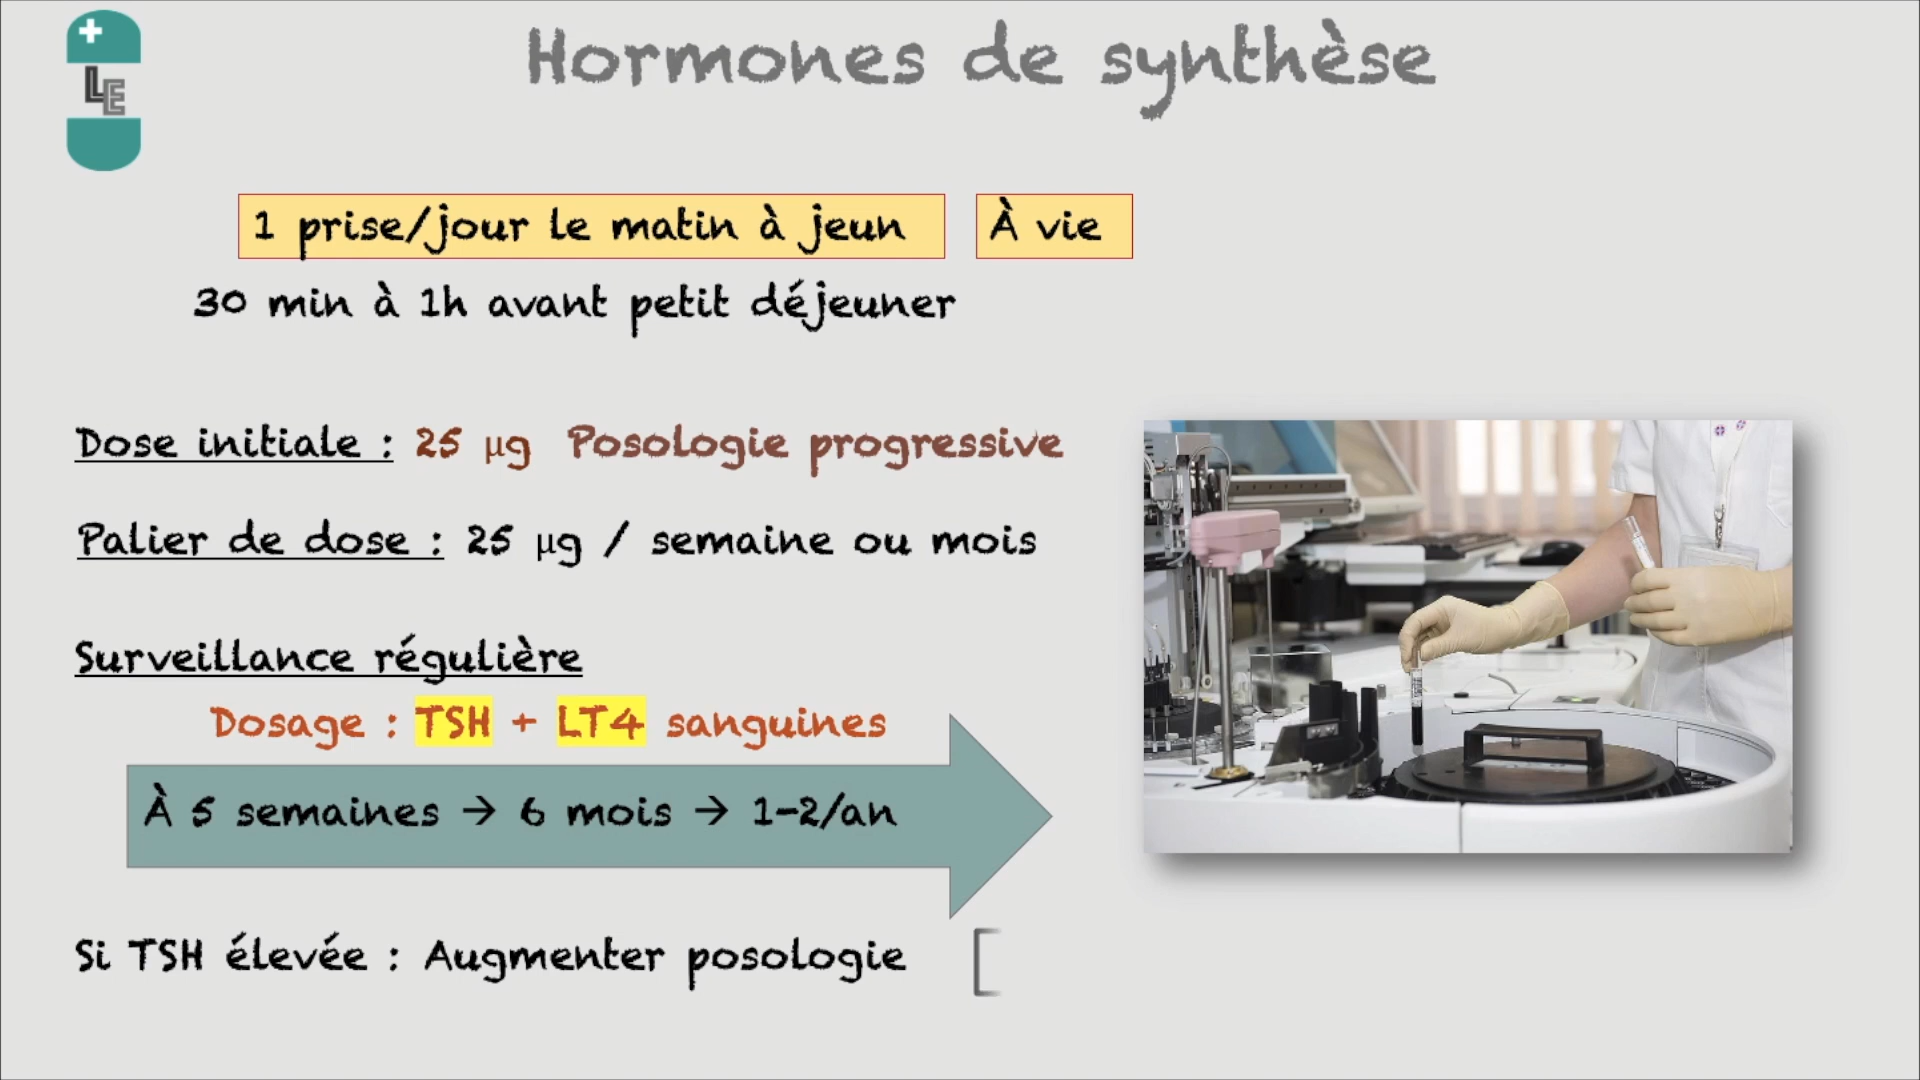 LE
Hormones de synthèse
1 prise/jour le matin à jeun
À vie
30 min à 1h avant petit déjeuner
Dose initiale : 25 µg Posologie progressive
Palier de dose : 25 µg / semaine ou mois
Surveillance régulière
Dosage : TSH + LT4 sanguines
À 5 semaines → 6 mois → 1-2/an
Si TSH élevée : Augmenter posologie [